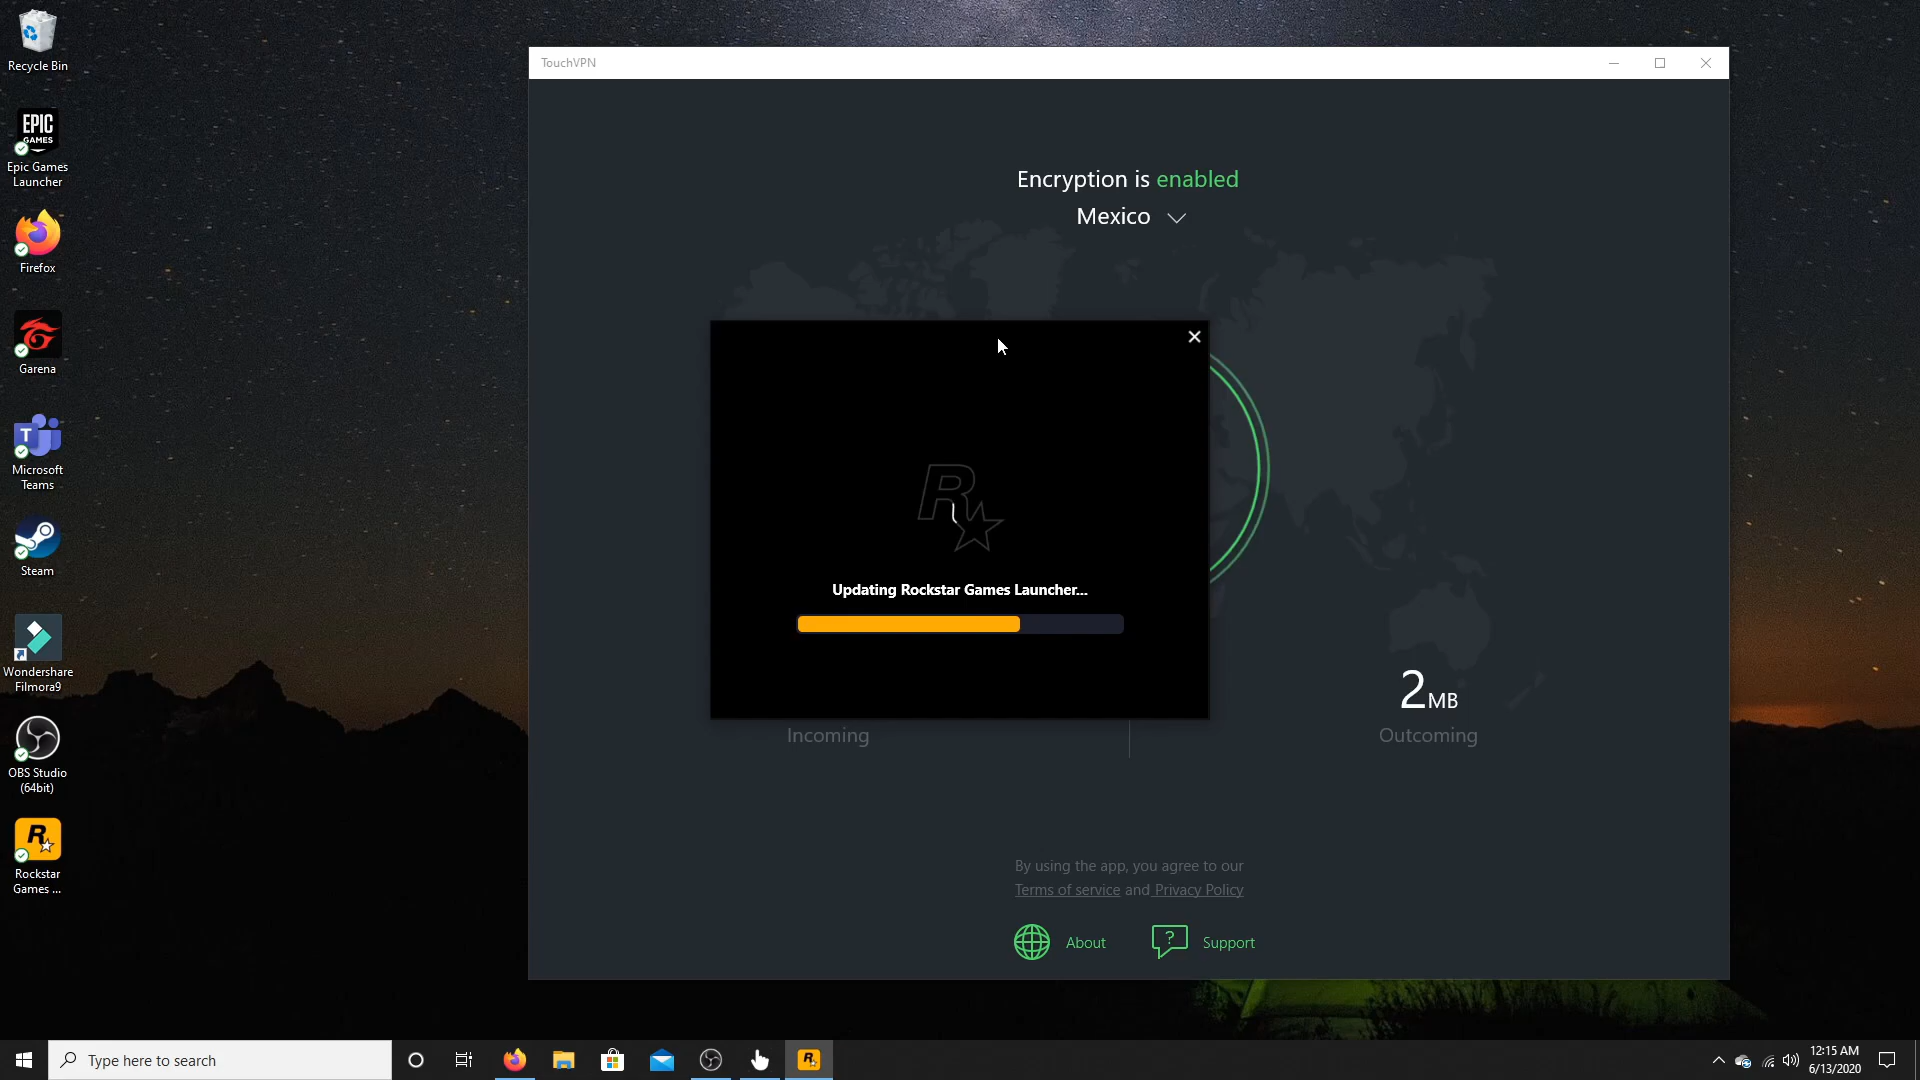 Recycle Bin
EPIC
GAMES
Epic Games
Launcher
Firefox
Garena
T
Microsoft
Teams
Steam
Wondershare
Filmora9
OBS Studio
(64bit)
R
Rockstar
Games ...
TouchVPN
Encryption is enabled
Mexico
R
Updating Rockstar Games Launcher...
2MB
Incoming
Outcoming
By using the app, you agree to our
Terms of service and Privacy Policy
About
?
Support
Type here to search
R
12:15 AM
6/13/2020